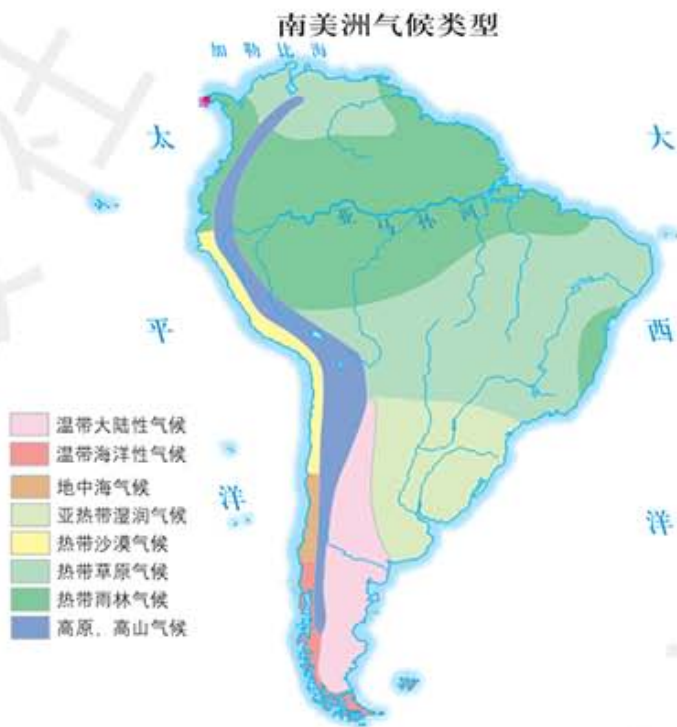 南美洲气候类型
加勒比海
太
平
洋
大
西
洋
亚马孙河
温带大陆性气候
温带海洋性气候
地中海气候
亚热带湿润气候
热带沙漠气候
热带草原气候
热带雨林气候
高原、高山气候